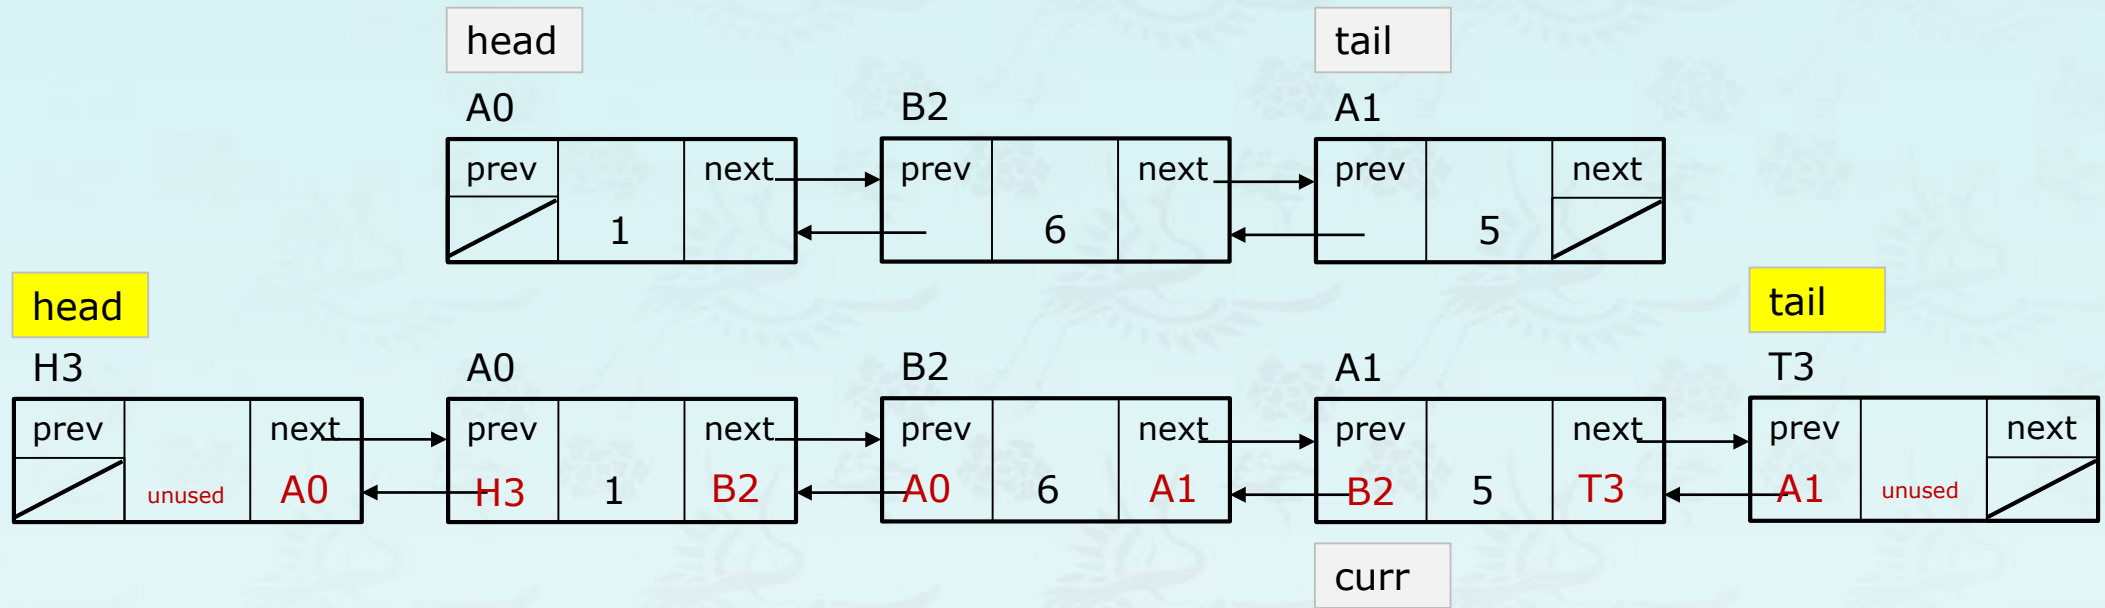 head tail
A0 B2 A1
prev next prev next prev next
1 6 5
head tail
H3 A0 B2 A1 T3
prev next prev next prev next prev next prev next
unused A0 H3 1 B2 A0 6 A1 B2 5 T3 A1 unused
curr